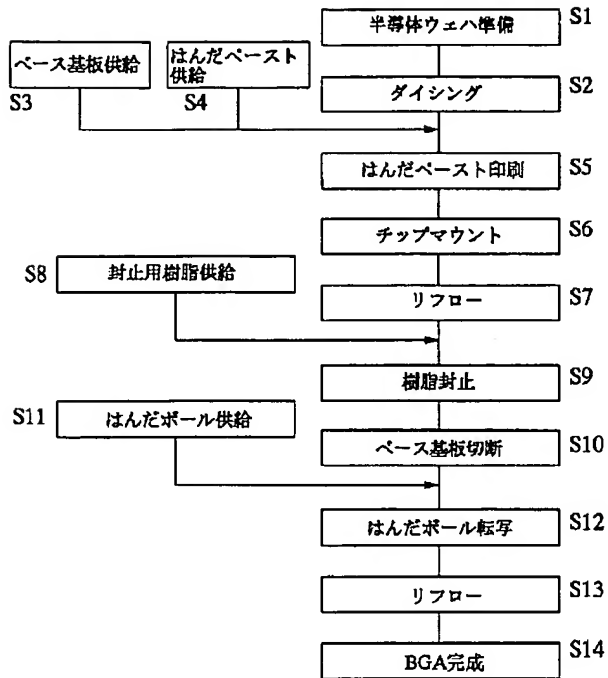 半導体ウェハ準備
S1
ベース基板供給
S3
はんだペースト
供給
S4
ダイシング
S2
はんだペースト印刷
S5
チップマウント
S6
S8
封止用樹脂供給
リフロー
S7
樹脂封止
S9
S11
はんだボール供給
ベース基板切断
S10
はんだボール転写
S12
リフロー
S13
BGA完成
S14